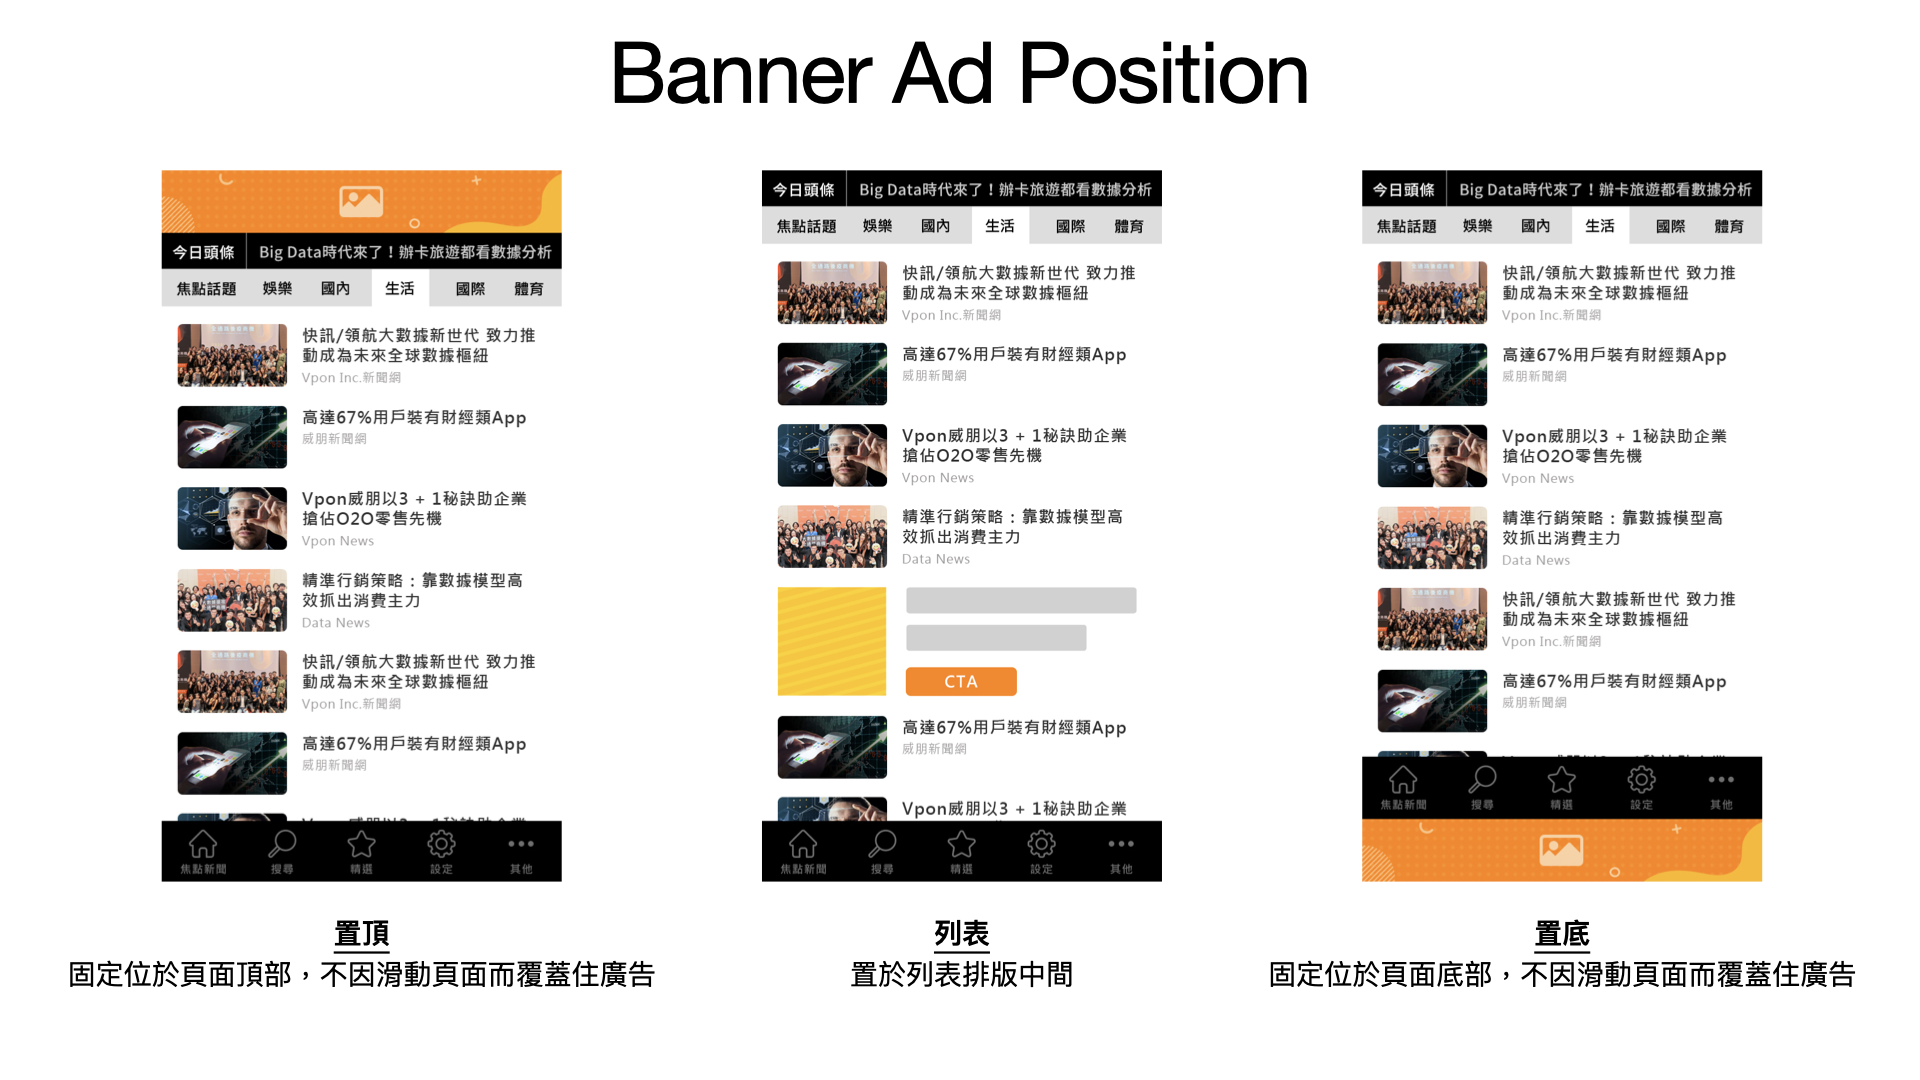 Banner Ad Position
今日頭條 Big Data時代來了！辦卡旅遊都看數據分析
焦點話題 娛樂 國內 生活 國際 體育
快訊/領航大數據新世代 致力推
動成為未來全球數據樞紐
Vpon Inc.新聞網
高達67%用戶裝有財經類App
威朋新聞網
Vpon威朋以3 + 1秘訣助企業
搶佔O2O零售先機
Vpon News
精準行銷策略：靠數據模型高
效抓出消費主力
Data News
快訊/領航大數據新世代 致力推
動成為未來全球數據樞紐
Vpon Inc.新聞網
高達67%用戶裝有財經類App
威朋新聞網
焦點新聞 搜尋 精選 設定 其他
置頂
固定位於頁面頂部，不因滑動頁面而覆蓋住廣告
今日頭條 Big Data時代來了！辦卡旅遊都看數據分析
焦點話題 娛樂 國內 生活 國際 體育
快訊/領航大數據新世代 致力推
動成為未來全球數據樞紐
Vpon Inc.新聞網
高達67%用戶裝有財經類App
威朋新聞網
Vpon威朋以3 + 1秘訣助企業
搶佔O2O零售先機
Vpon News
精準行銷策略：靠數據模型高
效抓出消費主力
Data News
CTA
高達67%用戶裝有財經類App
威朋新聞網
Vpon威朋以3 + 1秘訣助企業
焦點新聞 搜尋 精選 設定 其他
列表
置於列表排版中間
今日頭條 Big Data時代來了！辦卡旅遊都看數據分析
焦點話題 娛樂 國內 生活 國際 體育
快訊/領航大數據新世代 致力推
動成為未來全球數據樞紐
Vpon Inc.新聞網
高達67%用戶裝有財經類App
威朋新聞網
Vpon威朋以3 + 1秘訣助企業
搶佔O2O零售先機
Vpon News
精準行銷策略：靠數據模型高
效抓出消費主力
Data News
快訊/領航大數據新世代 致力推
動成為未來全球數據樞紐
Vpon Inc.新聞網
高達67%用戶裝有財經類App
威朋新聞網
焦點新聞 搜尋 精選 設定 其他
置底
固定位於頁面底部，不因滑動頁面而覆蓋住廣告